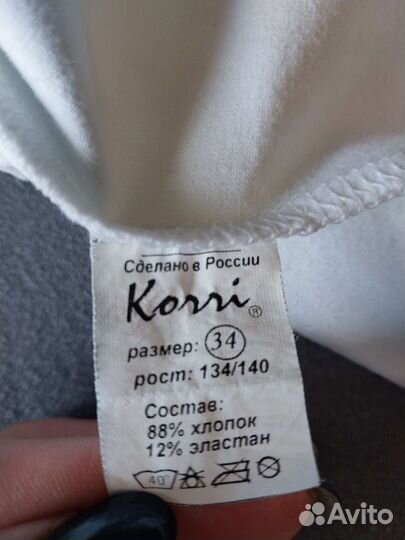 Сделано в России
Korri ®
размер: 34
рост: 134/140
Состав:
88% хлопок
12% эластан
40°
Avito